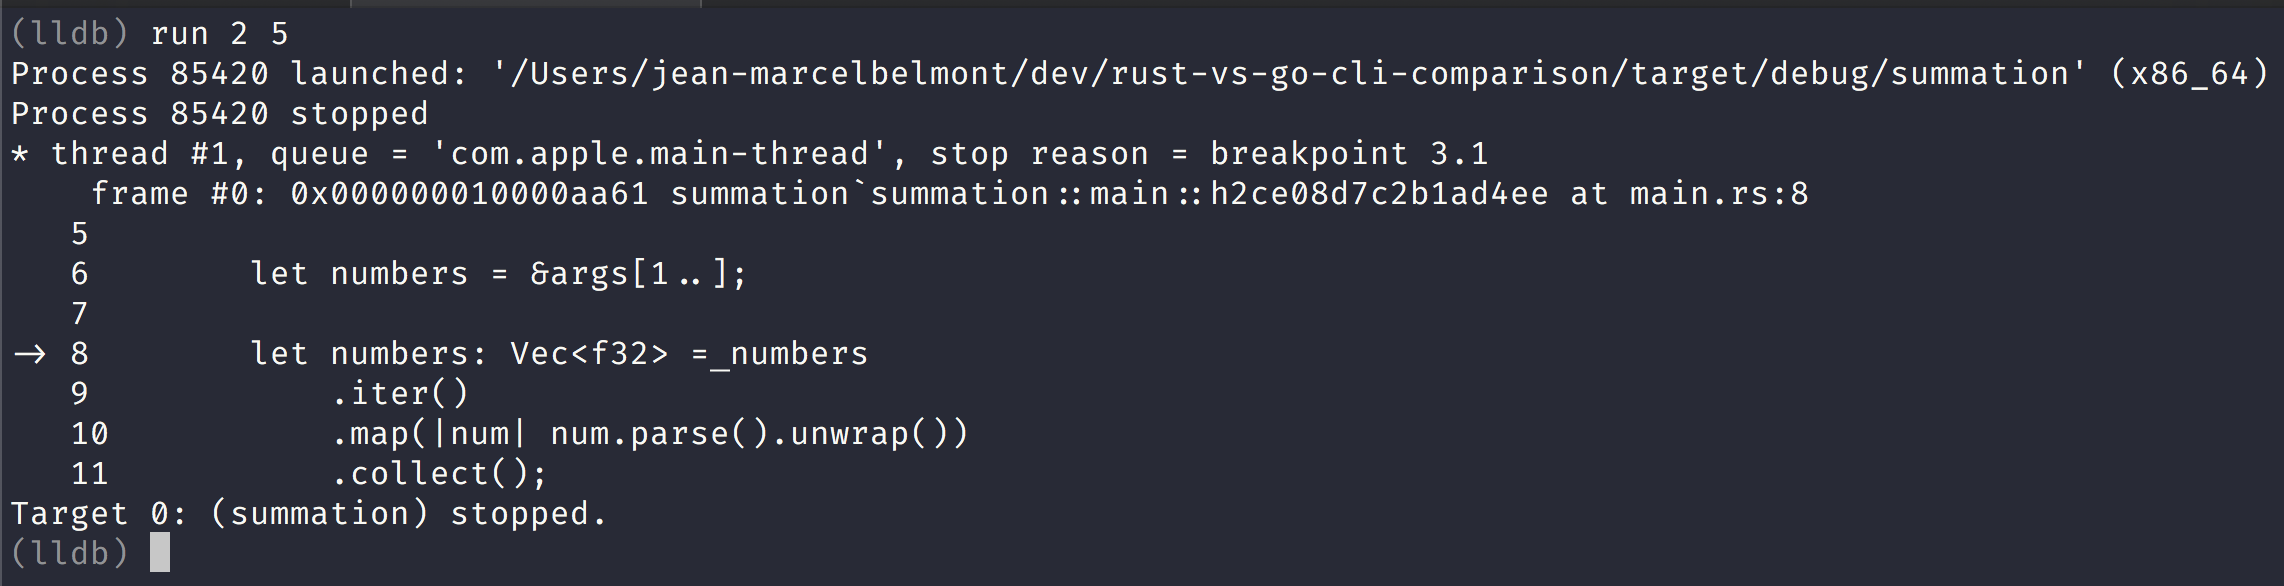 (lldb) run 2 5
Process 85420 launched: '/Users/jean-marcelbelmont/dev/rust-vs-go-cli-comparison/target/debug/summation' (x86_64)
Process 85420 stopped
* thread #1, queue = 'com.apple.main-thread', stop reason = breakpoint 3.1
    frame #0: 0x000000010000aa61 summation`summation::main::h2ce08d7c2b1ad4ee at main.rs:8
   5
   6        let numbers = &args[1..];
   7
-> 8        let numbers: Vec<f32> =_numbers
   9            .iter()
   10           .map(|num| num.parse().unwrap())
   11           .collect();
Target 0: (summation) stopped.
(lldb)